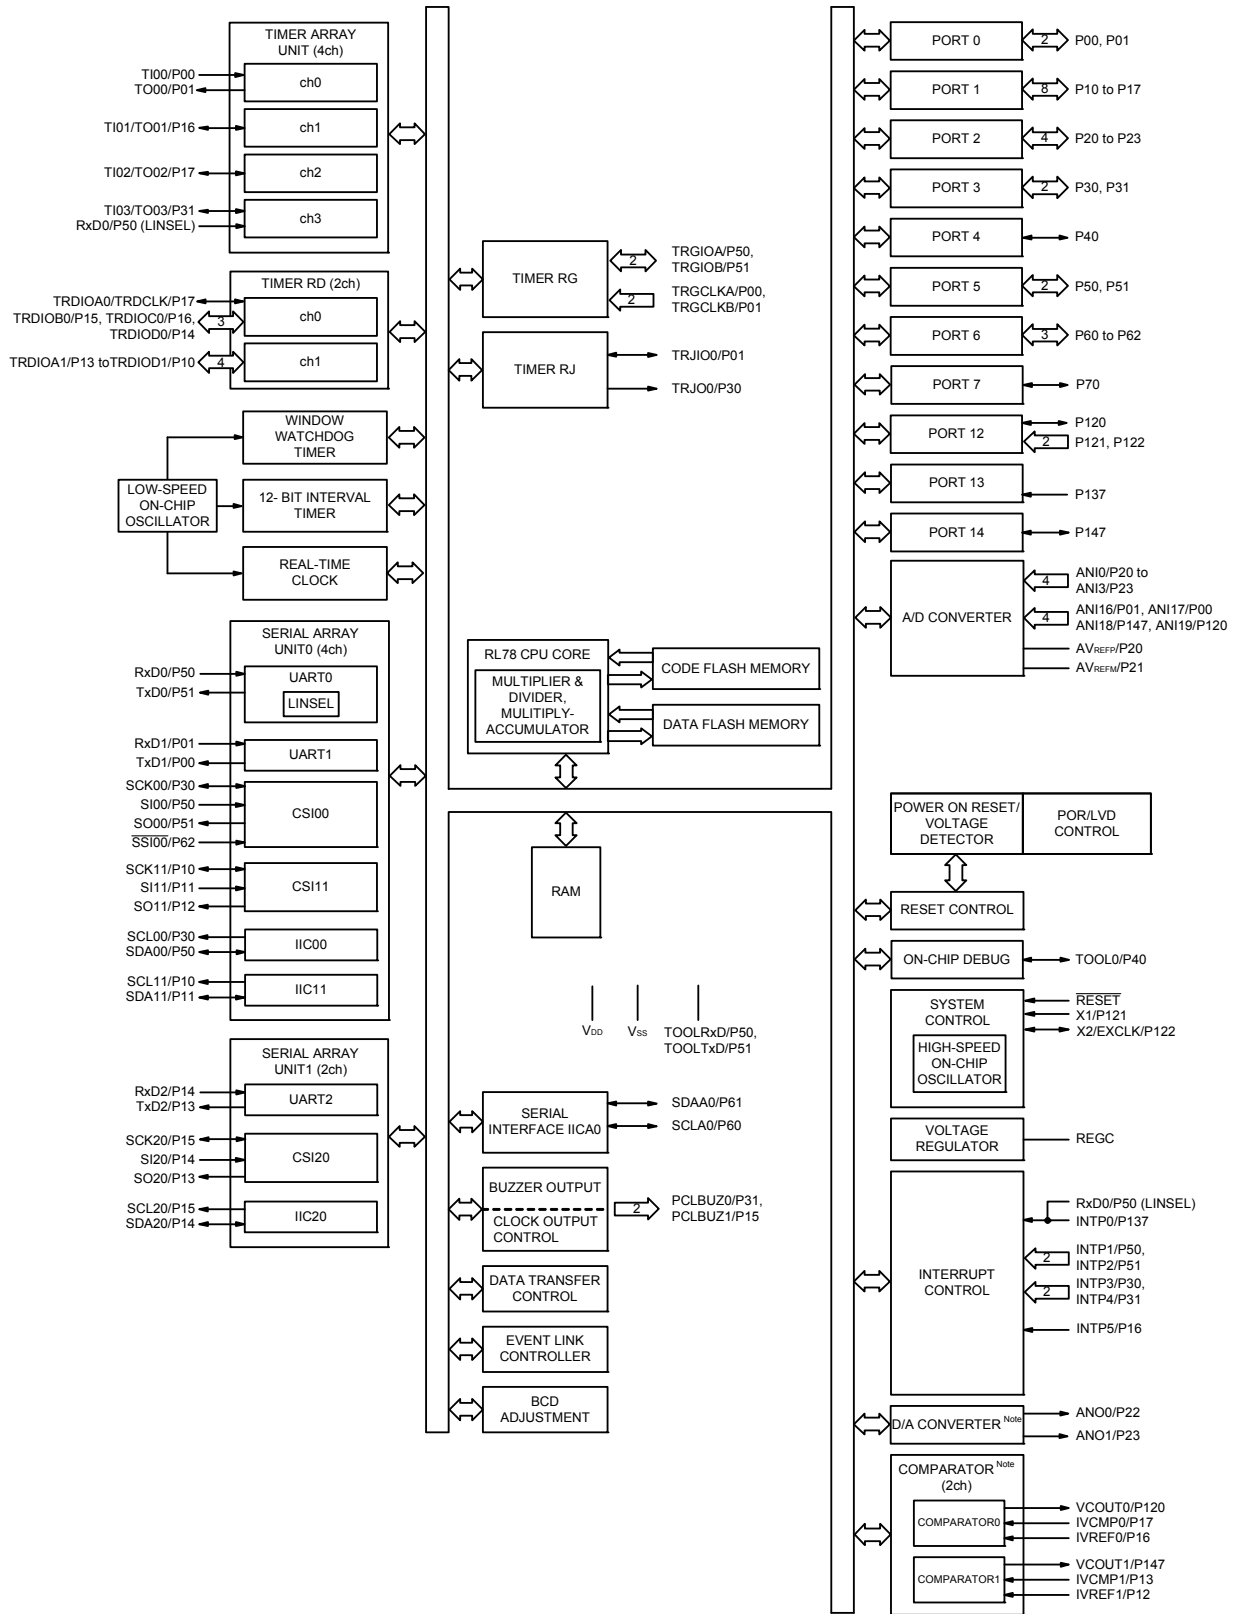 TIMER ARRAY
UNIT (4ch)
TI00/P00
TO00/P01
ch0
TI01/TO01/P16
ch1
TI02/TO02/P17
ch2
TI03/TO03/P31
RxD0/P50 (LINSEL)
ch3
TIMER RD (2ch)
TRDIOA0/TRDCLK/P17
TRDIOB0/P15, TRDIOC0/P16,
TRDIOD0/P14
3
ch0
TRDIOA1/P13 toTRDIOD1/P10
4
ch1
WINDOW
WATCHDOG
TIMER
LOW-SPEED
ON-CHIP
OSCILLATOR
12- BIT INTERVAL
TIMER
REAL-TIME
CLOCK
SERIAL ARRAY
UNIT0 (4ch)
RxD0/P50
TxD0/P51
UART0
LINSEL
RxD1/P01
TxD1/P00
UART1
SCK00/P30
SI00/P50
SO00/P51
SSI00/P62
CSI00
SCK11/P10
SI11/P11
SO11/P12
CSI11
SCL00/P30
SDA00/P50
IIC00
SCL11/P10
SDA11/P11
IIC11
SERIAL ARRAY
UNIT1 (2ch)
RxD2/P14
TxD2/P13
UART2
SCK20/P15
SI20/P14
SO20/P13
CSI20
SCL20/P15
SDA20/P14
IIC20
TIMER RG
2
TRGIOA/P50,
TRGIOB/P51
2
TRGCLKA/P00,
TRGCLKB/P01
TIMER RJ
TRJIO0/P01
TRJO0/P30
RL78 CPU CORE
MULTIPLIER &
DIVIDER,
MULITIPLY-
ACCUMULATOR
CODE FLASH MEMORY
DATA FLASH MEMORY
RAM
VDD
VSS
TOOLRxD/P50,
TOOLTxD/P51
SERIAL
INTERFACE IICA0
SDAA0/P61
SCLA0/P60
BUZZER OUTPUT
CLOCK OUTPUT
CONTROL
2
PCLBUZ0/P31,
PCLBUZ1/P15
DATA TRANSFER
CONTROL
EVENT LINK
CONTROLLER
BCD
ADJUSTMENT
PORT 0
2
P00, P01
PORT 1
8
P10 to P17
PORT 2
4
P20 to P23
PORT 3
2
P30, P31
PORT 4
P40
PORT 5
2
P50, P51
PORT 6
3
P60 to P62
PORT 7
P70
PORT 12
P120
2
P121, P122
PORT 13
P137
PORT 14
P147
A/D CONVERTER
4
ANI0/P20 to
ANI3/P23
4
ANI16/P01, ANI17/P00
ANI18/P147, ANI19/P120
AVREFP/P20
AVREFM/P21
POWER ON RESET/
VOLTAGE
DETECTOR
POR/LVD
CONTROL
RESET CONTROL
ON-CHIP DEBUG
TOOL0/P40
SYSTEM
CONTROL
HIGH-SPEED
ON-CHIP
OSCILLATOR
RESET
X1/P121
X2/EXCLK/P122
VOLTAGE
REGULATOR
REGC
INTERRUPT
CONTROL
RxD0/P50 (LINSEL)
INTP0/P137
2
INTP1/P50,
INTP2/P51
2
INTP3/P30,
INTP4/P31
INTP5/P16
D/A CONVERTER Note
ANO0/P22
ANO1/P23
COMPARATOR Note
(2ch)
COMPARATOR0
VCOUT0/P120
IVCMP0/P17
IVREF0/P16
COMPARATOR1
VCOUT1/P147
IVCMP1/P13
IVREF1/P12